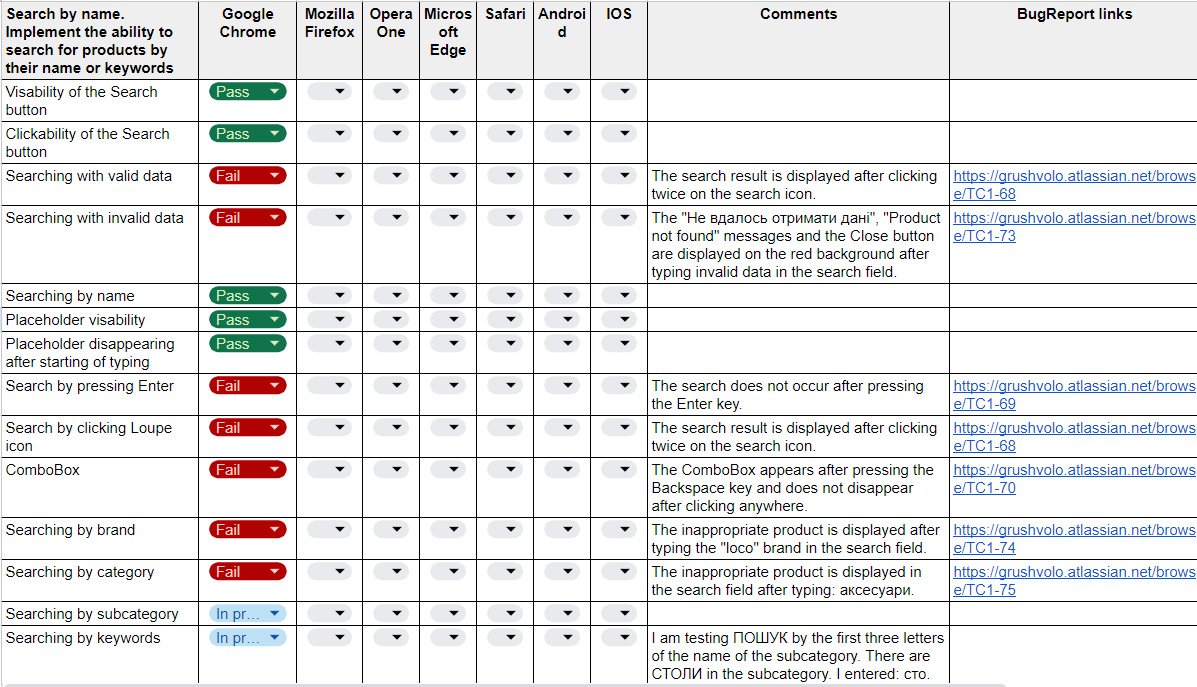 Search by name.
Implement the ability to
search for products by
their name or keywords
Google
Chrome
Mozilla
Firefox
Opera
One
Micros
oft
Edge
Safari
Androi
d
IOS
Comments
BugReport links
Visability of the Search
button
Pass
Clickability of the Search
button
Pass
Searching with valid data
Fail
The search result is displayed after clicking
twice on the search icon.
https://grushvolo.atlassian.net/brows
e/TC1-68
Searching with invalid data
Fail
The "Не вдалось отримати дані", "Product
not found" messages and the Close button
are displayed on the red background after
typing invalid data in the search field.
https://grushvolo.atlassian.net/brows
e/TC1-73
Searching by name
Pass
Placeholder visability
Pass
Placeholder disappearing
after starting of typing
Pass
Search by pressing Enter
Fail
The search does not occur after pressing
the Enter key.
https://grushvolo.atlassian.net/brows
e/TC1-69
Search by clicking Loupe
icon
Fail
The search result is displayed after clicking
twice on the search icon.
https://grushvolo.atlassian.net/brows
e/TC1-68
ComboBox
Fail
The ComboBox appears after pressing the
Backspace key and does not disappear
after clicking anywhere.
https://grushvolo.atlassian.net/brows
e/TC1-70
Searching by brand
Fail
The inappropriate product is displayed after
typing the "loco" brand in the search field.
https://grushvolo.atlassian.net/brows
e/TC1-74
Searching by category
Fail
The inappropriate product is displayed in
the search field after typing: аксесуари.
https://grushvolo.atlassian.net/brows
e/TC1-75
Searching by subcategory
In pr...
Searching by keywords
In pr...
I am testing ПОШУК by the first three letters
of the name of the subcategory. There are
СТОЛИ in the subcategory. I entered: сто.